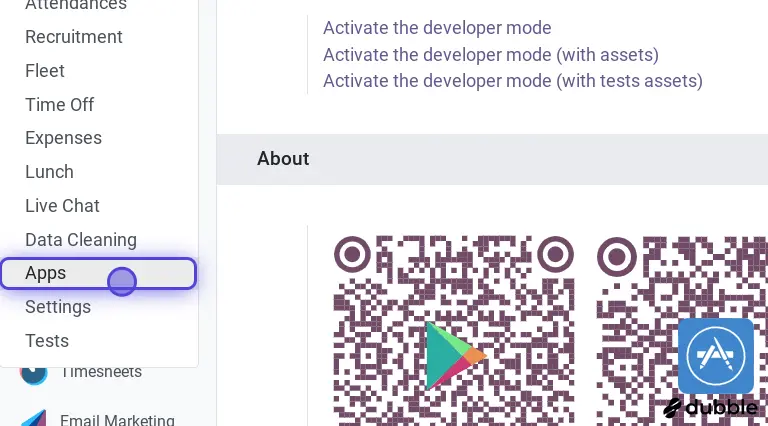 Attendances
Recruitment
Fleet
Time Off
Expenses
Lunch
Live Chat
Data Cleaning
Apps
Settings
Tests
Timesheets
Email Marketing
Activate the developer mode
Activate the developer mode (with assets)
Activate the developer mode (with tests assets)
About
dubble